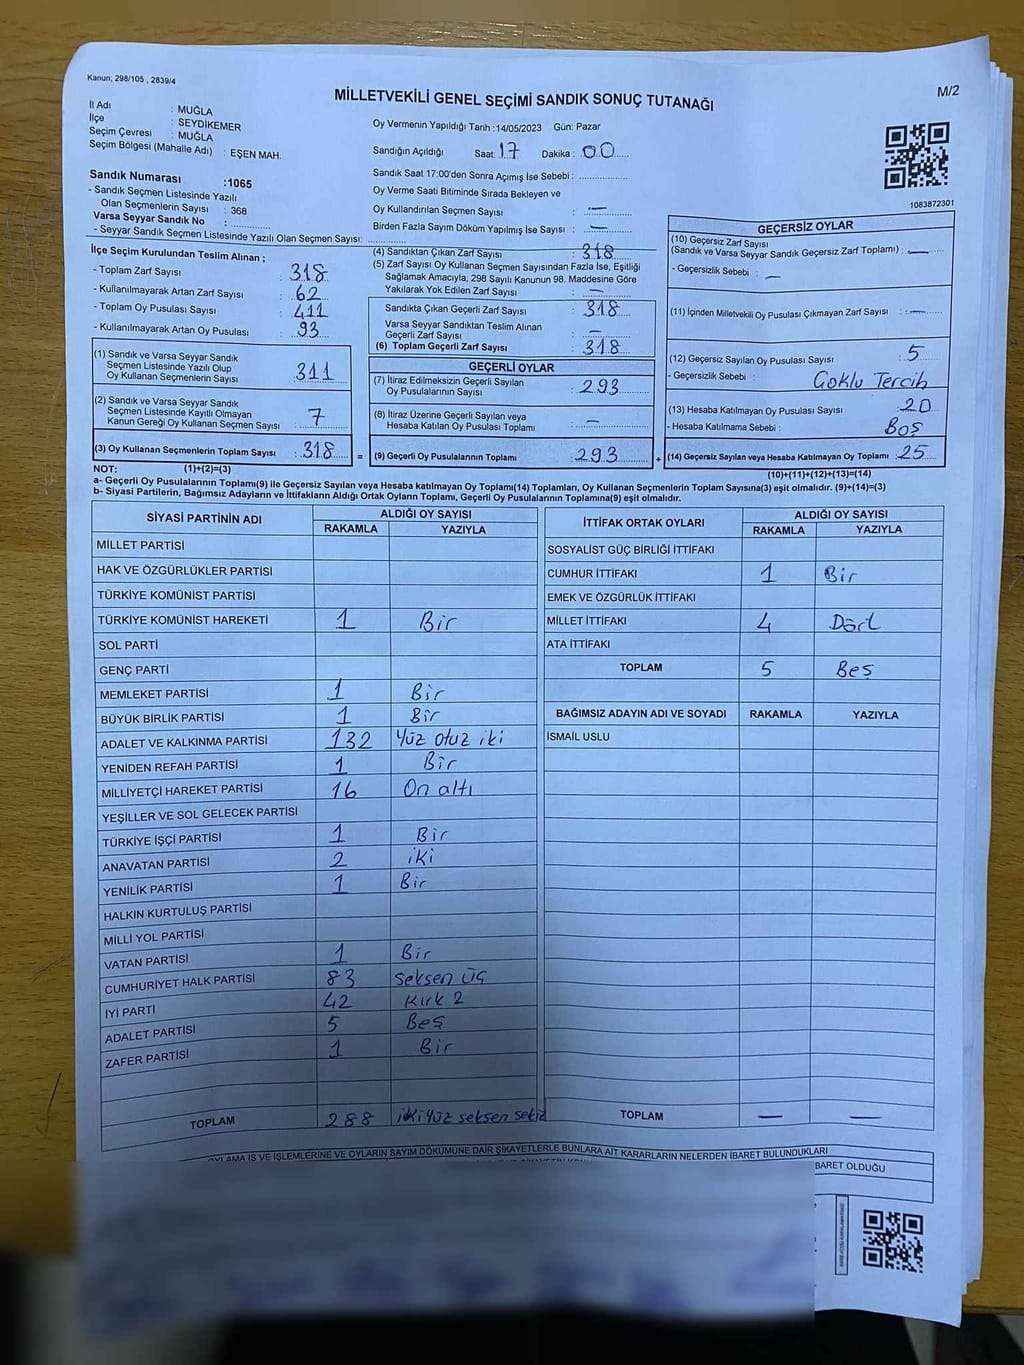 Kanun; 298/105 , 2839/4
M/2
MİLLETVEKİLİ GENEL SEÇİMİ SANDIK SONUÇ TUTANAĞI
İl Adı : MUĞLA
İlçe : SEYDİKEMER
Seçim Çevresi : MUĞLA
Seçim Bölgesi (Mahalle Adı) : EŞEN MAH.
Oy Vermenin Yapıldığı Tarih :14/05/2023 Gün: Pazar
Sandığın Açıldığı Saat: 17 Dakika : 00
Sandık Saat 17:00'den Sonra Açımış İse Sebebi :
Oy Verme Saati Bitiminde Sırada Bekleyen ve
Oy Kullandırılan Seçmen Sayısı : —
Birden Fazla Sayım Döküm Yapılmış İse Sayısı : —
1083872301
Sandık Numarası :1065
- Sandık Seçmen Listesinde Yazılı
Olan Seçmenlerin Sayısı : 368
Varsa Seyyar Sandık No :
- Seyyar Sandık Seçmen Listesinde Yazılı Olan Seçmen Sayısı:
İlçe Seçim Kurulundan Teslim Alınan ;
- Toplam Zarf Sayısı : 318
- Kullanılmayarak Artan Zarf Sayısı : 62
- Toplam Oy Pusulası Sayısı : 411
- Kullanılmayarak Artan Oy Pusulası : 93
(1) Sandık ve Varsa Seyyar Sandık
Seçmen Listesinde Yazılı Olup
Oy Kullanan Seçmenlerin Sayısı : 311
(2) Sandık ve Varsa Seyyar Sandık
Seçmen Listesinde Kayıtlı Olmayan
Kanun Gereği Oy Kullanan Seçmen Sayısı : 7
(3) Oy Kullanan Seçmenlerin Toplam Sayısı : 318 =
(4) Sandıktan Çıkan Zarf Sayısı : 318
(5) Zarf Sayısı Oy Kullanan Seçmen Sayısından Fazla İse, Eşitliği
Sağlamak Amacıyla; 298 Sayılı Kanunun 98. Maddesine Göre
Yakılarak Yok Edilen Zarf Sayısı : —
Sandıkta Çıkan Geçerli Zarf Sayısı : 318
Varsa Seyyar Sandıktan Teslim Alınan
Geçerli Zarf Sayısı : —
(6) Toplam Geçerli Zarf Sayısı : 318
GEÇERLİ OYLAR
(7) İtiraz Edilmeksizin Geçerli Sayılan
Oy Pusulalarının Sayısı : 293
(8) İtiraz Üzerine Geçerli Sayılan veya
Hesaba Katılan Oy Pusulası Toplamı : —
(9) Geçerli Oy Pusulalarının Toplamı : 293 +
GEÇERSİZ OYLAR
(10) Geçersiz Zarf Sayısı
(Sandık ve Varsa Seyyar Sandık Geçersiz Zarf Toplamı) : —
- Geçersizlik Sebebi : —
(11) İçinden Milletvekili Oy Pusulası Çıkmayan Zarf Sayısı : —
(12) Geçersiz Sayılan Oy Pusulası Sayısı : 5
- Geçersizlik Sebebi : Çoklu Tercih
(13) Hesaba Katılmayan Oy Pusulası Sayısı : 20
- Hesaba Katılmama Sebebi : Boş
(14) Geçersiz Sayılan veya Hesaba Katılmayan Oy Toplamı : 25
NOT: (1)+(2)=(3)
(10)+(11)+(12)+(13)=(14)
a- Geçerli Oy Pusulalarının Toplamı(9) ile Geçersiz Sayılan veya Hesaba katılmayan Oy Toplamı(14) Toplamları, Oy Kullanan Seçmenlerin Toplam Sayısına(3) eşit olmalıdır. (9)+(14)=(3)
b- Siyasi Partilerin, Bağımsız Adayların ve İttifakların Aldığı Ortak Oyların Toplamı, Geçerli Oy Pusulalarının Toplamına(9) eşit olmalıdır.
SİYASİ PARTİNİN ADI ALDIĞI OY SAYISI
RAKAMLA YAZIYLA
MİLLET PARTİSİ
HAK VE ÖZGÜRLÜKLER PARTİSİ
TÜRKİYE KOMÜNİST PARTİSİ
TÜRKİYE KOMÜNİST HAREKETİ 1 Bir
SOL PARTİ
GENÇ PARTİ
MEMLEKET PARTİSİ 1 Bir
BÜYÜK BİRLİK PARTİSİ 1 Bir
ADALET VE KALKINMA PARTİSİ 132 Yüz otuz iki
YENİDEN REFAH PARTİSİ 1 Bir
MİLLİYETÇİ HAREKET PARTİSİ 16 On altı
YEŞİLLER VE SOL GELECEK PARTİSİ
TÜRKİYE İŞÇİ PARTİSİ 1 Bir
ANAVATAN PARTİSİ 2 iki
YENİLİK PARTİSİ 1 Bir
HALKIN KURTULUŞ PARTİSİ
MİLLİ YOL PARTİSİ
VATAN PARTİSİ 1 Bir
CUMHURİYET HALK PARTİSİ 83 seksen üç
İYİ PARTİ 42 Kırk 2
ADALET PARTİSİ 5 Beş
ZAFER PARTİSİ 1 Bir
TOPLAM 288 iki yüz seksen sekiz
İTTİFAK ORTAK OYLARI ALDIĞI OY SAYISI
RAKAMLA YAZIYLA
SOSYALİST GÜÇ BİRLİĞİ İTTİFAKI
CUMHUR İTTİFAKI 1 Bir
EMEK VE ÖZGÜRLÜK İTTİFAKI
MİLLET İTTİFAKI 4 Dört
ATA İTTİFAKI
TOPLAM 5 Beş
BAĞIMSIZ ADAYIN ADI VE SOYADI RAKAMLA YAZIYLA
İSMAİL USLU
TOPLAM — —
OYLAMA İŞ VE İŞLEMLERİNE VE OYLARIN SAYIM DÖKÜMÜNE DAİR ŞİKAYETLERLE BUNLARA AİT KARARLARIN NELERDEN İBARET BULUNDUKLARI
BARET OLDUĞU